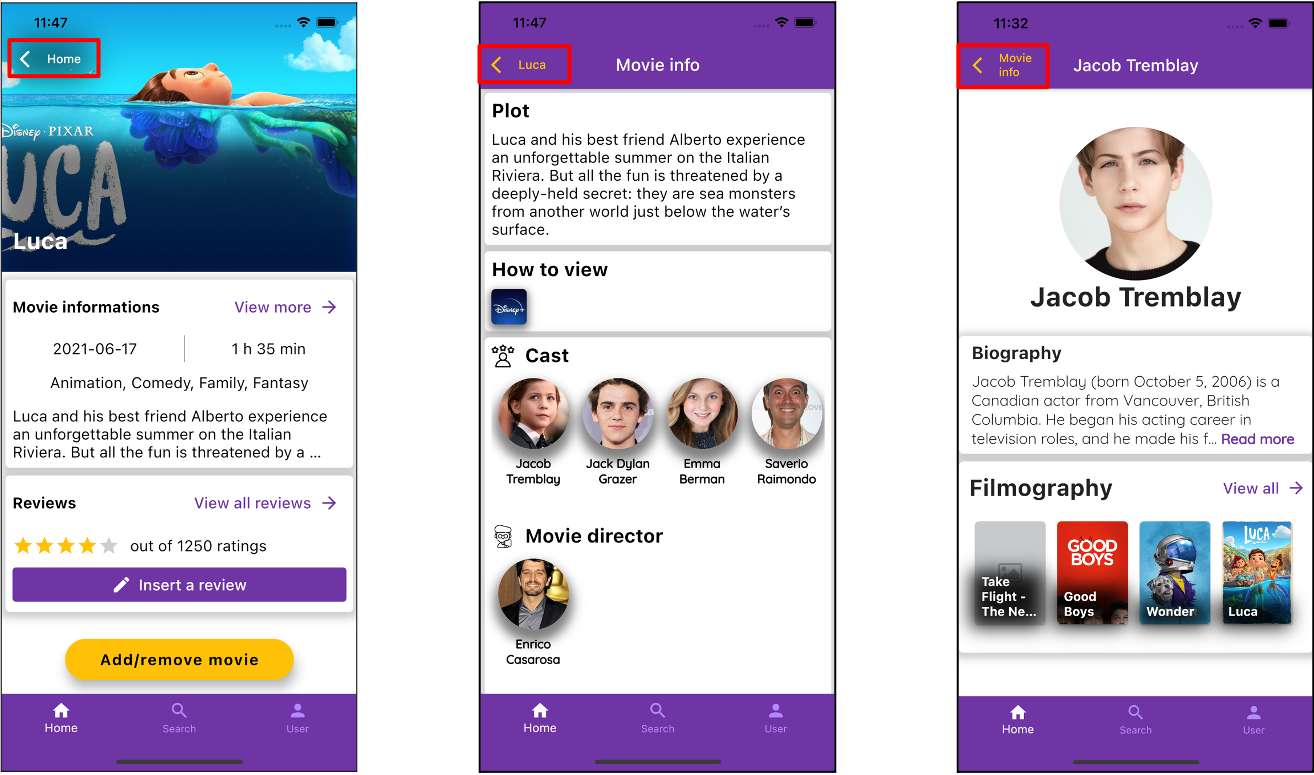 11:47
Home
Disney · PIXAR
LUCA
Luca
Movie informations
View more
2021-06-17
1 h 35 min
Animation, Comedy, Family, Fantasy
Luca and his best friend Alberto experience
an unforgettable summer on the Italian
Riviera. But all the fun is threatened by a ...
Reviews
View all reviews
out of 1250 ratings
Insert a review
Add/remove movie
Home
Search
User
11:47
Luca
Movie info
Plot
Luca and his best friend Alberto experience
an unforgettable summer on the Italian
Riviera. But all the fun is threatened by a
deeply-held secret: they are sea monsters
from another world just below the water's
surface.
How to view
Disney+
Cast
Jacob
Tremblay
Jack Dylan
Grazer
Emma
Berman
Saverio
Raimondo
Movie director
Enrico
Casarosa
Home
Search
User
11:32
Movie
info
Jacob Tremblay
Jacob Tremblay
Biography
Jacob Tremblay (born October 5, 2006) is a
Canadian actor from Vancouver, British
Columbia. He began his acting career in
television roles, and he made his f... Read more
Filmography
View all
Take
Flight -
The Ne...
GOOD
BOYS
Good
Boys
Wonder
LUCA
Luca
Home
Search
User